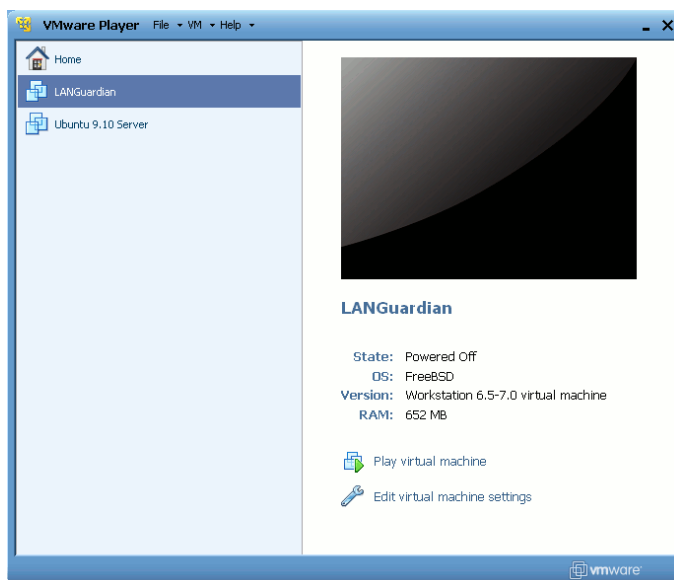 VMware Player File VM Help
Home
LANGuardian
Ubuntu 9.10 Server
LANGuardian
State: Powered Off
OS: FreeBSD
Version: Workstation 6.5-7.0 virtual machine
RAM: 652 MB
Play virtual machine
Edit virtual machine settings
vmware